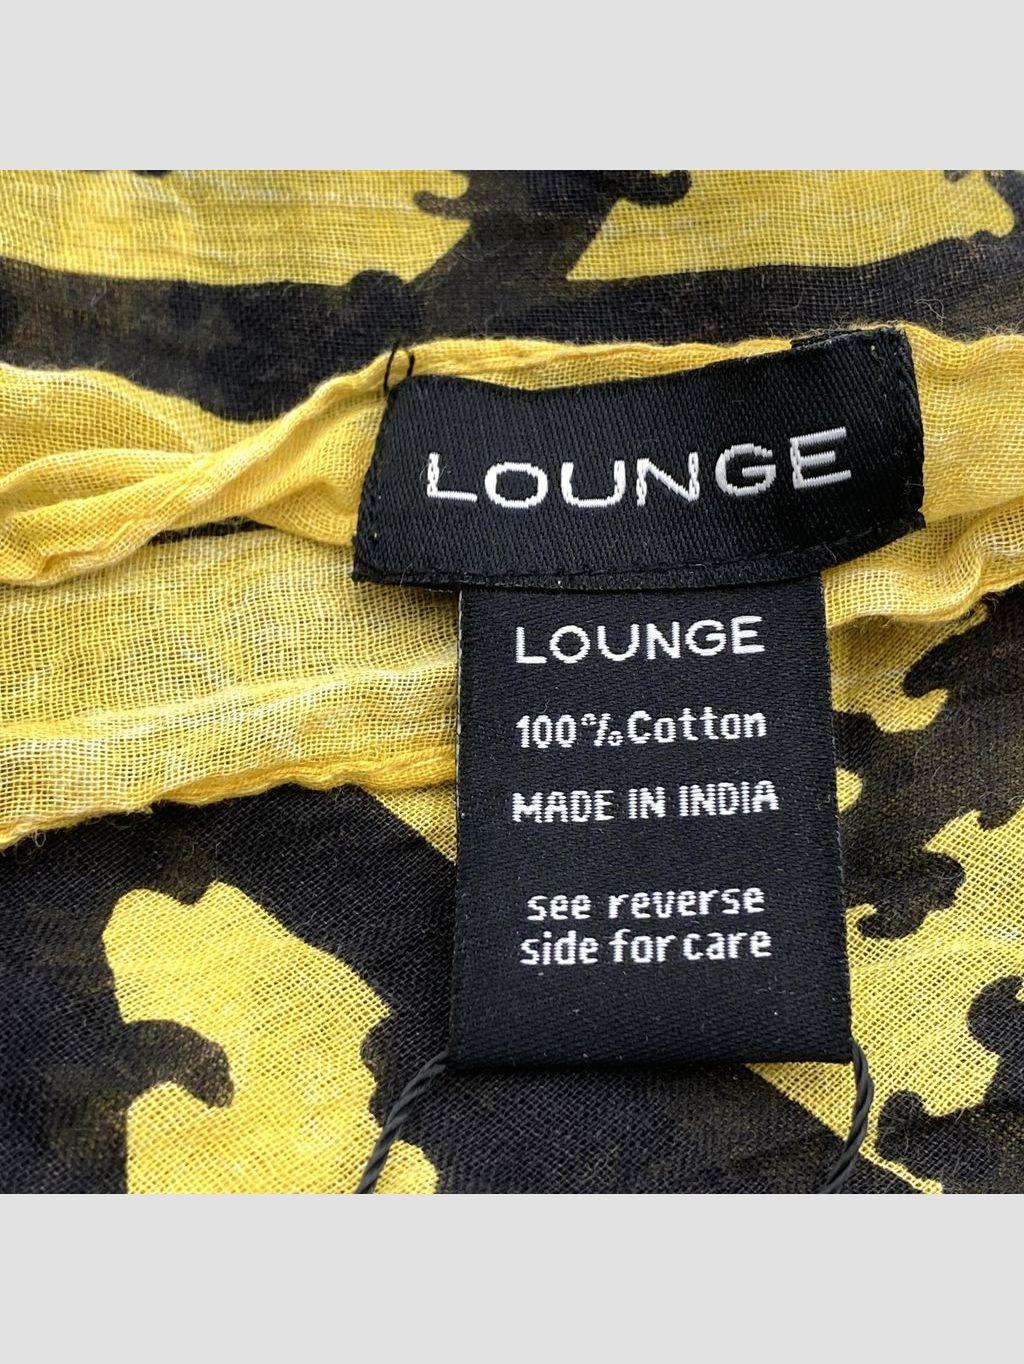 LOUNGE
LOUNGE
100% Cotton
MADE IN INDIA
see reverse
side for care